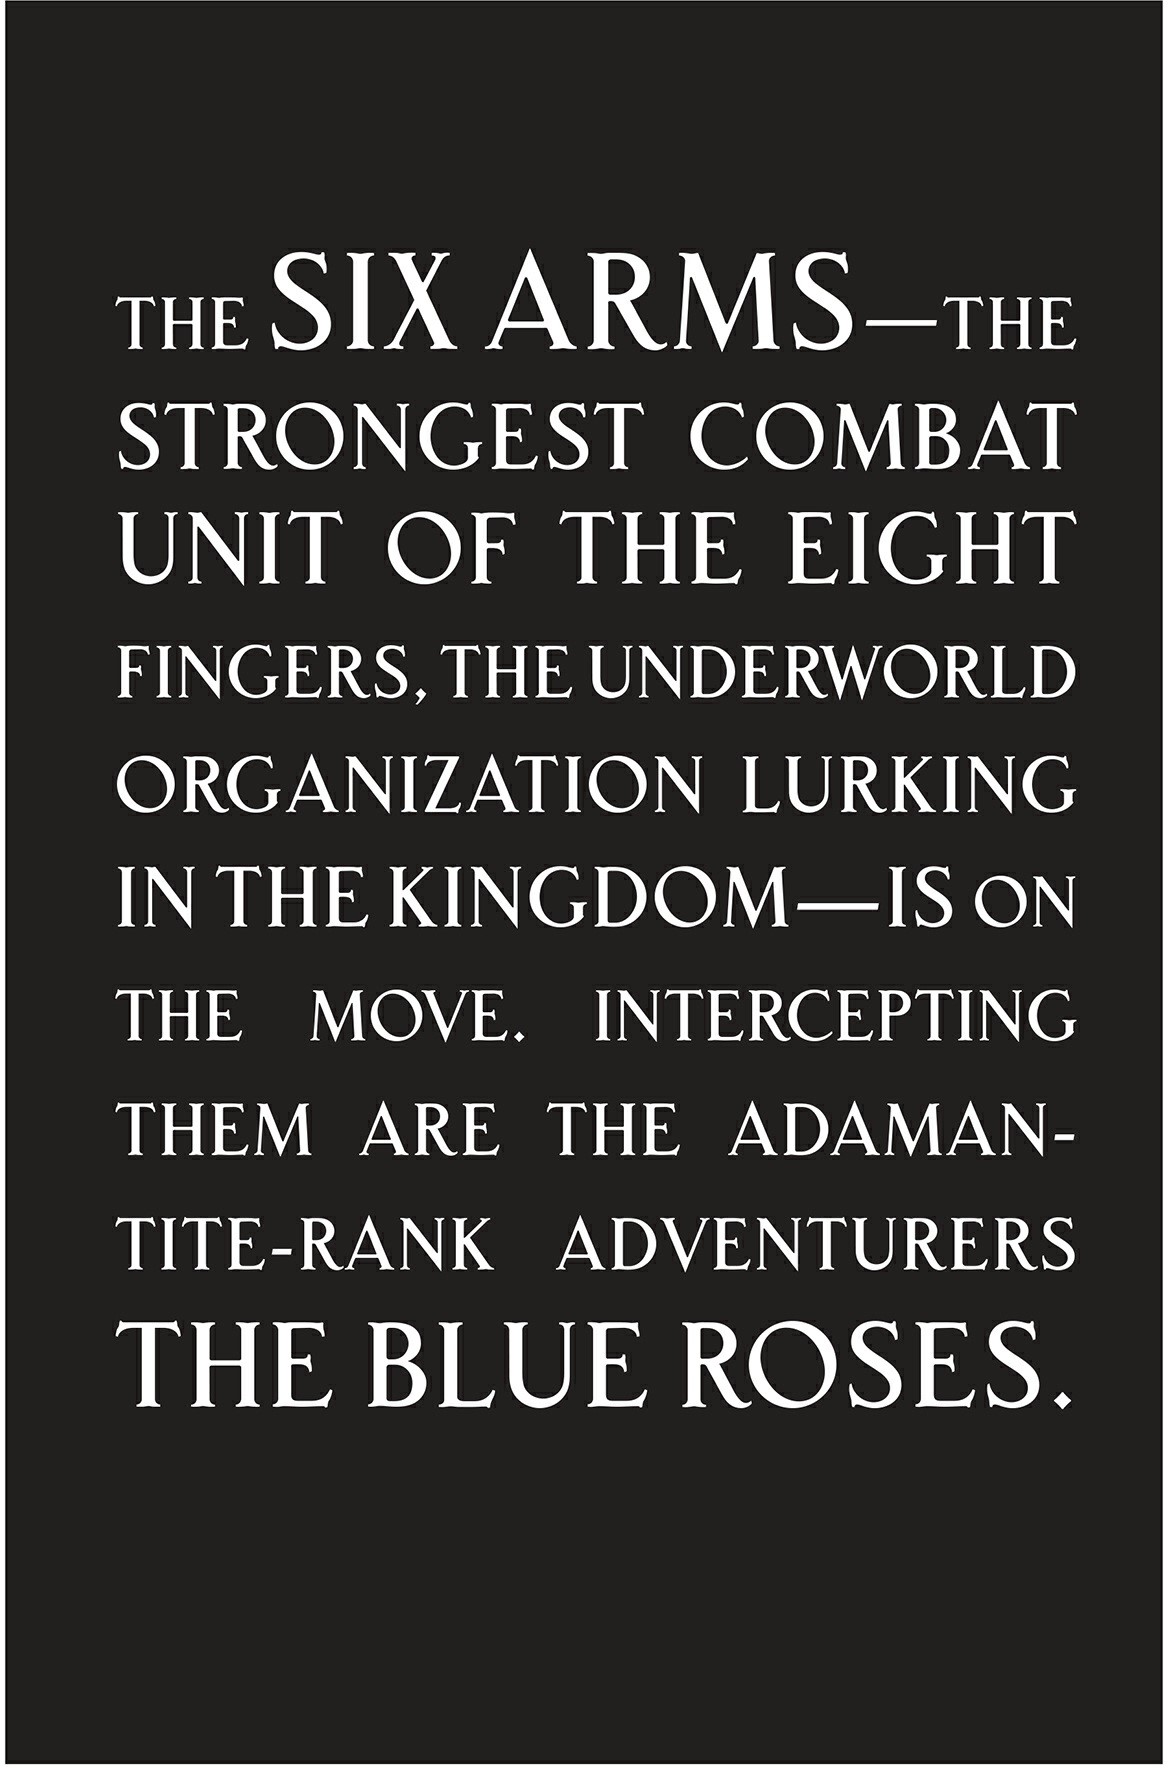 THE SIX ARMS—THE
STRONGEST COMBAT
UNIT OF THE EIGHT
FINGERS, THE UNDERWORLD
ORGANIZATION LURKING
IN THE KINGDOM—IS ON
THE MOVE. INTERCEPTING
THEM ARE THE ADAMAN-
TITE-RANK ADVENTURERS
THE BLUE ROSES.